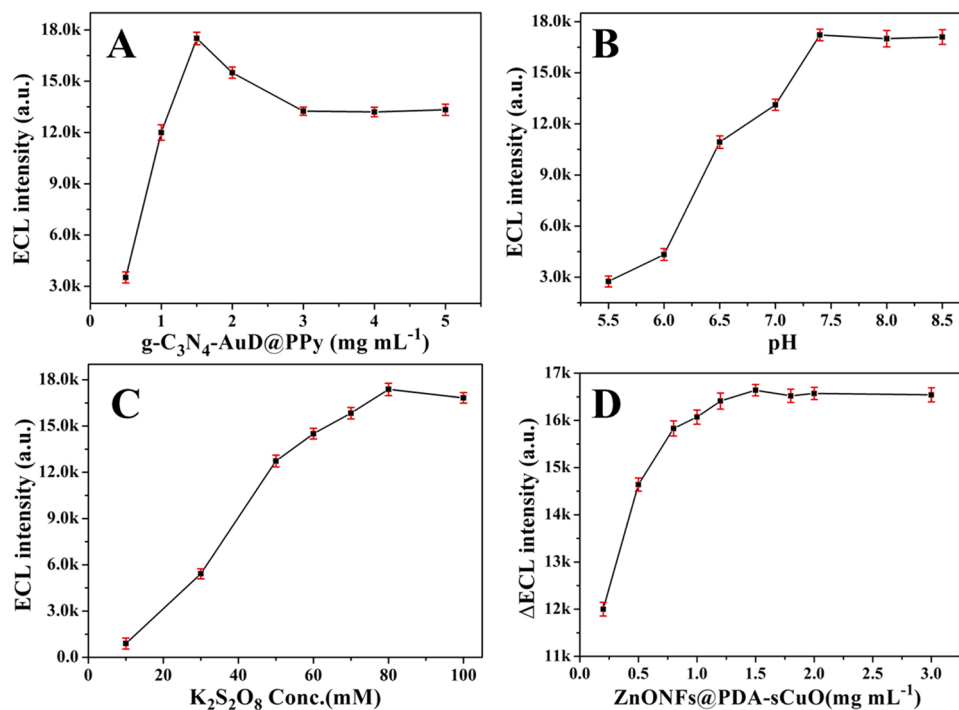 A
ECL intensity (a.u.)
18.0k
15.0k
12.0k
9.0k
6.0k
3.0k
0 1 2 3 4 5
g-C₃N₄-AuD@PPy (mg mL⁻¹)
B
ECL intensity (a.u.)
18.0k
15.0k
12.0k
9.0k
6.0k
3.0k
5.5 6.0 6.5 7.0 7.5 8.0 8.5
pH
C
ECL intensity (a.u.)
18.0k
15.0k
12.0k
9.0k
6.0k
3.0k
0.0
0 20 40 60 80 100
K₂S₂O₈ Conc.(mM)
D
ΔECL intensity (a.u.)
17k
16k
15k
14k
13k
12k
11k
0.0 0.5 1.0 1.5 2.0 2.5 3.0
ZnONFs@PDA-sCuO(mg mL⁻¹)